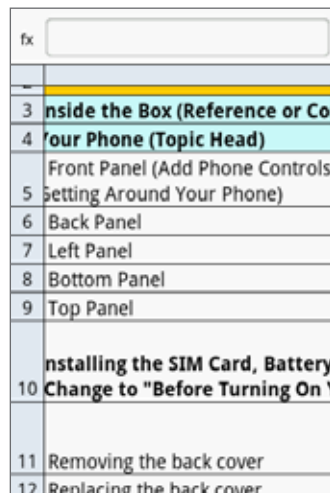 fx
3 nside the Box (Reference or Co
4 our Phone (Topic Head)
Front Panel (Add Phone Controls
5 Getting Around Your Phone)
6 Back Panel
7 Left Panel
8 Bottom Panel
9 Top Panel
nstalling the SIM Card, Battery
10 Change to "Before Turning On Y
11 Removing the back cover
12 Replacing the back cover